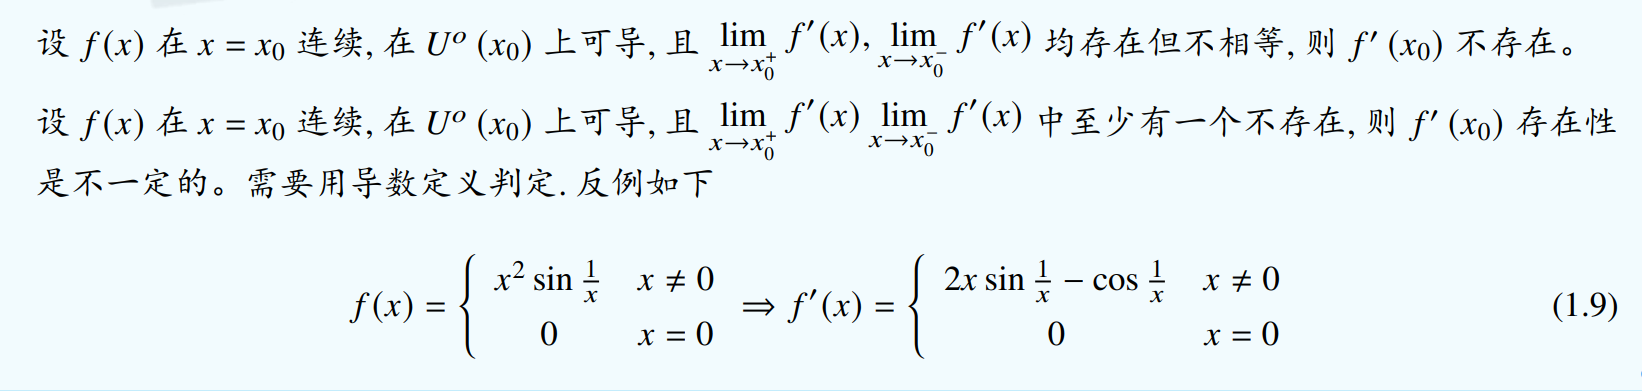 设 f(x) 在 x = x₀ 连续, 在 Uᵒ (x₀) 上可导, 且 lim_{x→x₀⁺} f′(x), lim_{x→x₀⁻} f′(x) 均存在但不相等, 则 f′ (x₀) 不存在。
设 f(x) 在 x = x₀ 连续, 在 Uᵒ (x₀) 上可导, 且 lim_{x→x₀⁺} f′(x) lim_{x→x₀⁻} f′(x) 中至少有一个不存在, 则 f′ (x₀) 存在性
是不一定的。需要用导数定义判定. 反例如下
f(x) = { x² sin 1/x x ≠ 0; 0 x = 0 ⇒ f′(x) = { 2x sin 1/x − cos 1/x x ≠ 0; 0 x = 0 (1.9)